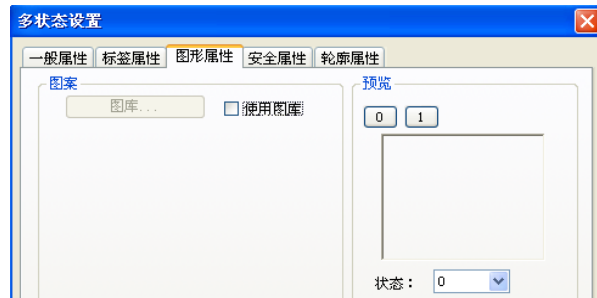 多状态设置
一般属性 标签属性 图形属性 安全属性 轮廓属性
图案
图库...
使用图库
预览
0 1
状态： 0